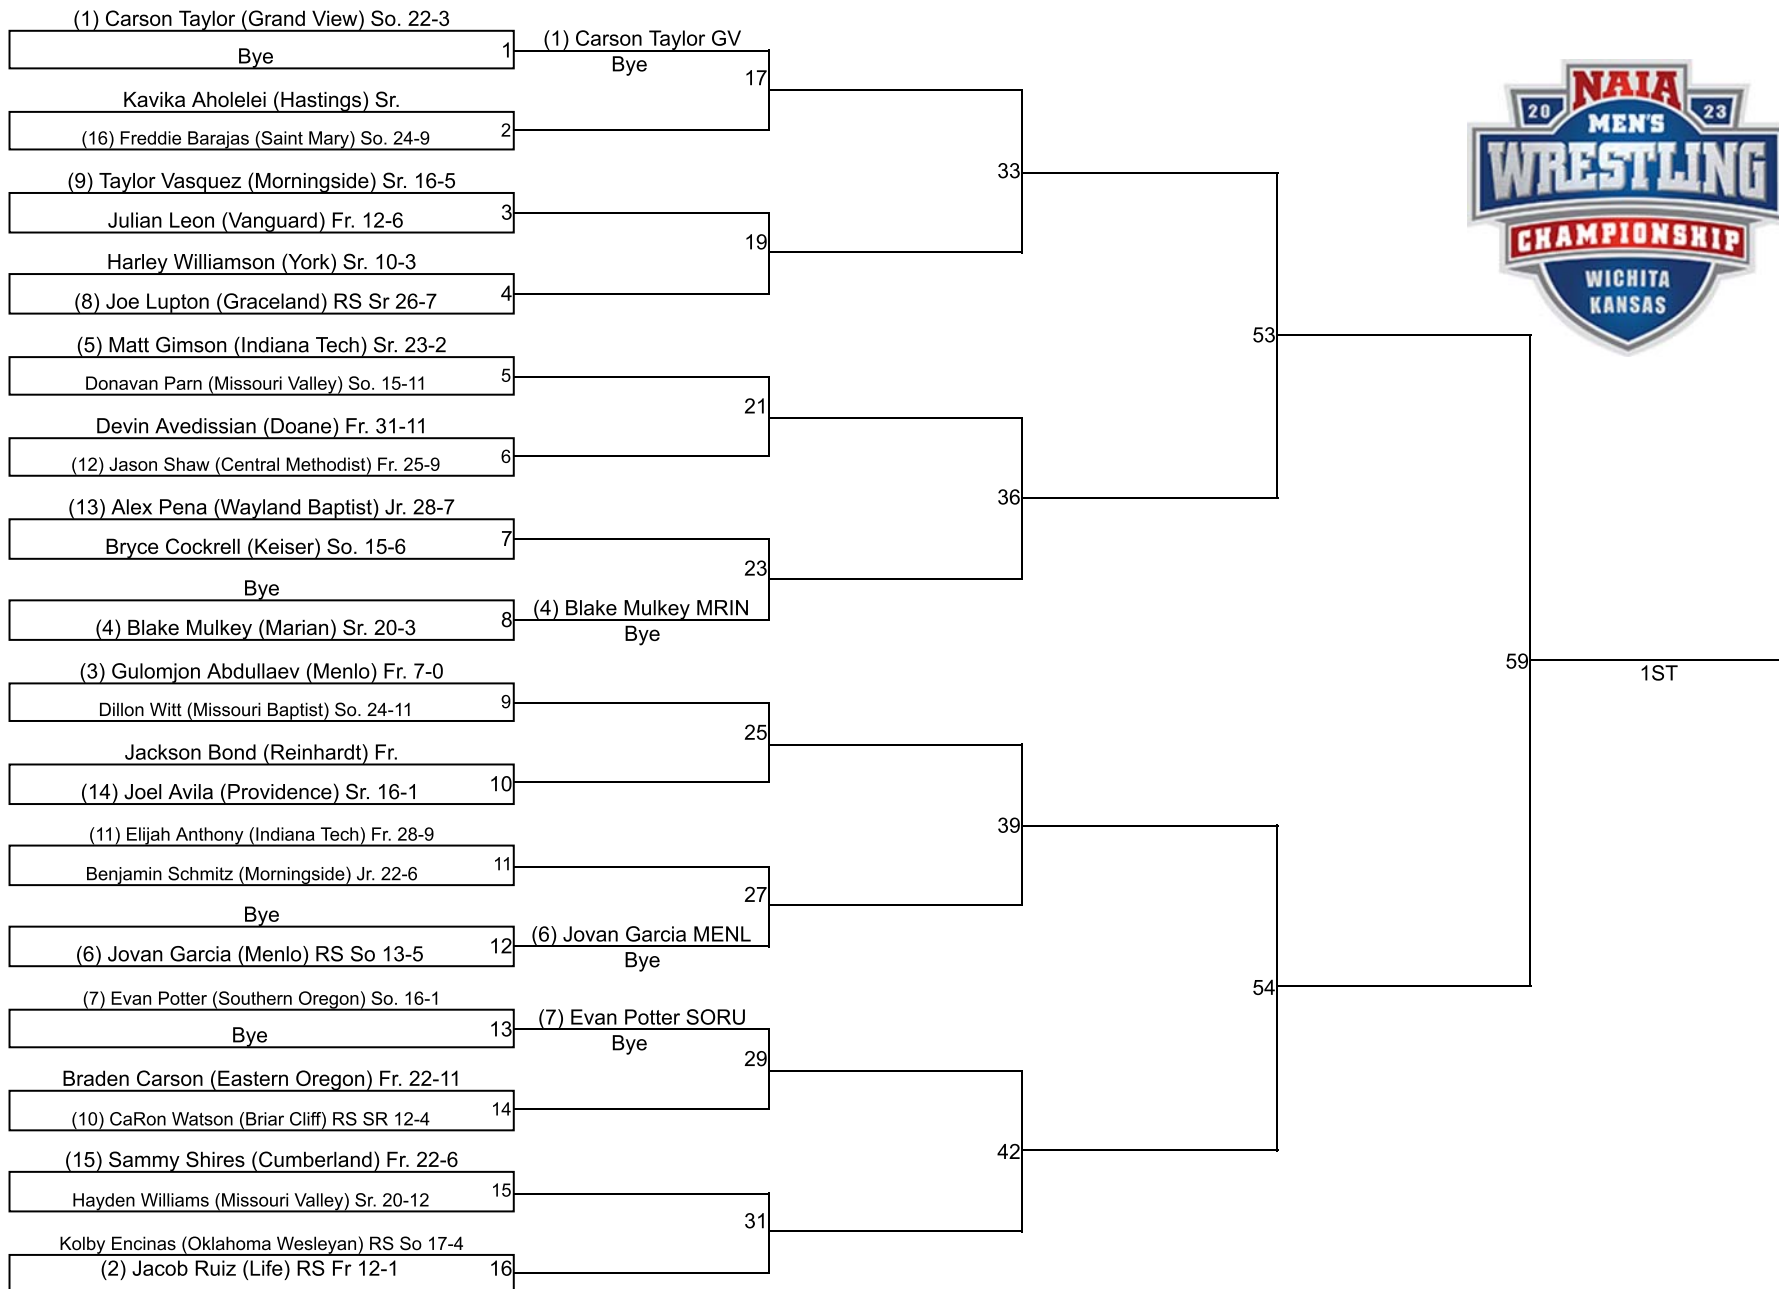 (1) Carson Taylor (Grand View) So. 22-3
Bye
1
(1) Carson Taylor GV
Bye
17
Kavika Aholelei (Hastings) Sr.
(16) Freddie Barajas (Saint Mary) So. 24-9
2
33
(9) Taylor Vasquez (Morningside) Sr. 16-5
Julian Leon (Vanguard) Fr. 12-6
3
19
Harley Williamson (York) Sr. 10-3
(8) Joe Lupton (Graceland) RS Sr 26-7
4
53
(5) Matt Gimson (Indiana Tech) Sr. 23-2
Donavan Parn (Missouri Valley) So. 15-11
5
21
Devin Avedissian (Doane) Fr. 31-11
(12) Jason Shaw (Central Methodist) Fr. 25-9
6
36
(13) Alex Pena (Wayland Baptist) Jr. 28-7
Bryce Cockrell (Keiser) So. 15-6
7
23
Bye
(4) Blake Mulkey (Marian) Sr. 20-3
8
(4) Blake Mulkey MRIN
Bye
59
1ST
(3) Gulomjon Abdullaev (Menlo) Fr. 7-0
Dillon Witt (Missouri Baptist) So. 24-11
9
25
Jackson Bond (Reinhardt) Fr.
(14) Joel Avila (Providence) Sr. 16-1
10
39
(11) Elijah Anthony (Indiana Tech) Fr. 28-9
Benjamin Schmitz (Morningside) Jr. 22-6
11
27
Bye
(6) Jovan Garcia (Menlo) RS So 13-5
12
(6) Jovan Garcia MENL
Bye
54
(7) Evan Potter (Southern Oregon) So. 16-1
Bye
13
(7) Evan Potter SORU
Bye
29
Braden Carson (Eastern Oregon) Fr. 22-11
(10) CaRon Watson (Briar Cliff) RS SR 12-4
14
42
(15) Sammy Shires (Cumberland) Fr. 22-6
Hayden Williams (Missouri Valley) Sr. 20-12
15
31
Kolby Encinas (Oklahoma Wesleyan) RS So 17-4
(2) Jacob Ruiz (Life) RS Fr 12-1
16
NAIA
20 23
MEN'S
WRESTLING
CHAMPIONSHIP
WICHITA
KANSAS